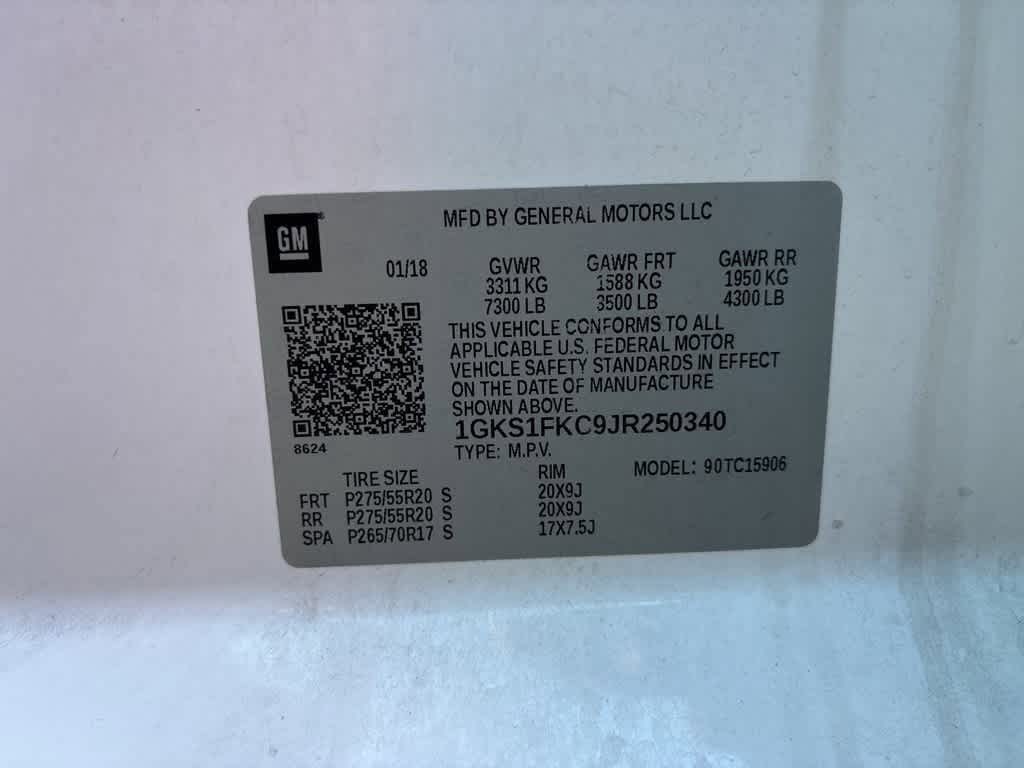 GM
MFD BY GENERAL MOTORS LLC
01/18
GVWR GAWR FRT GAWR RR
3311 KG 1588 KG 1950 KG
7300 LB 3500 LB 4300 LB
THIS VEHICLE CONFORMS TO ALL
APPLICABLE U.S. FEDERAL MOTOR
VEHICLE SAFETY STANDARDS IN EFFECT
ON THE DATE OF MANUFACTURE
SHOWN ABOVE.
1GKS1FKC9JR250340
8624
TYPE: M.P.V. MODEL: 90TC15906
TIRE SIZE RIM
FRT P275/55R20 S 20X9J
RR P275/55R20 S 20X9J
SPA P265/70R17 S 17X7.5J